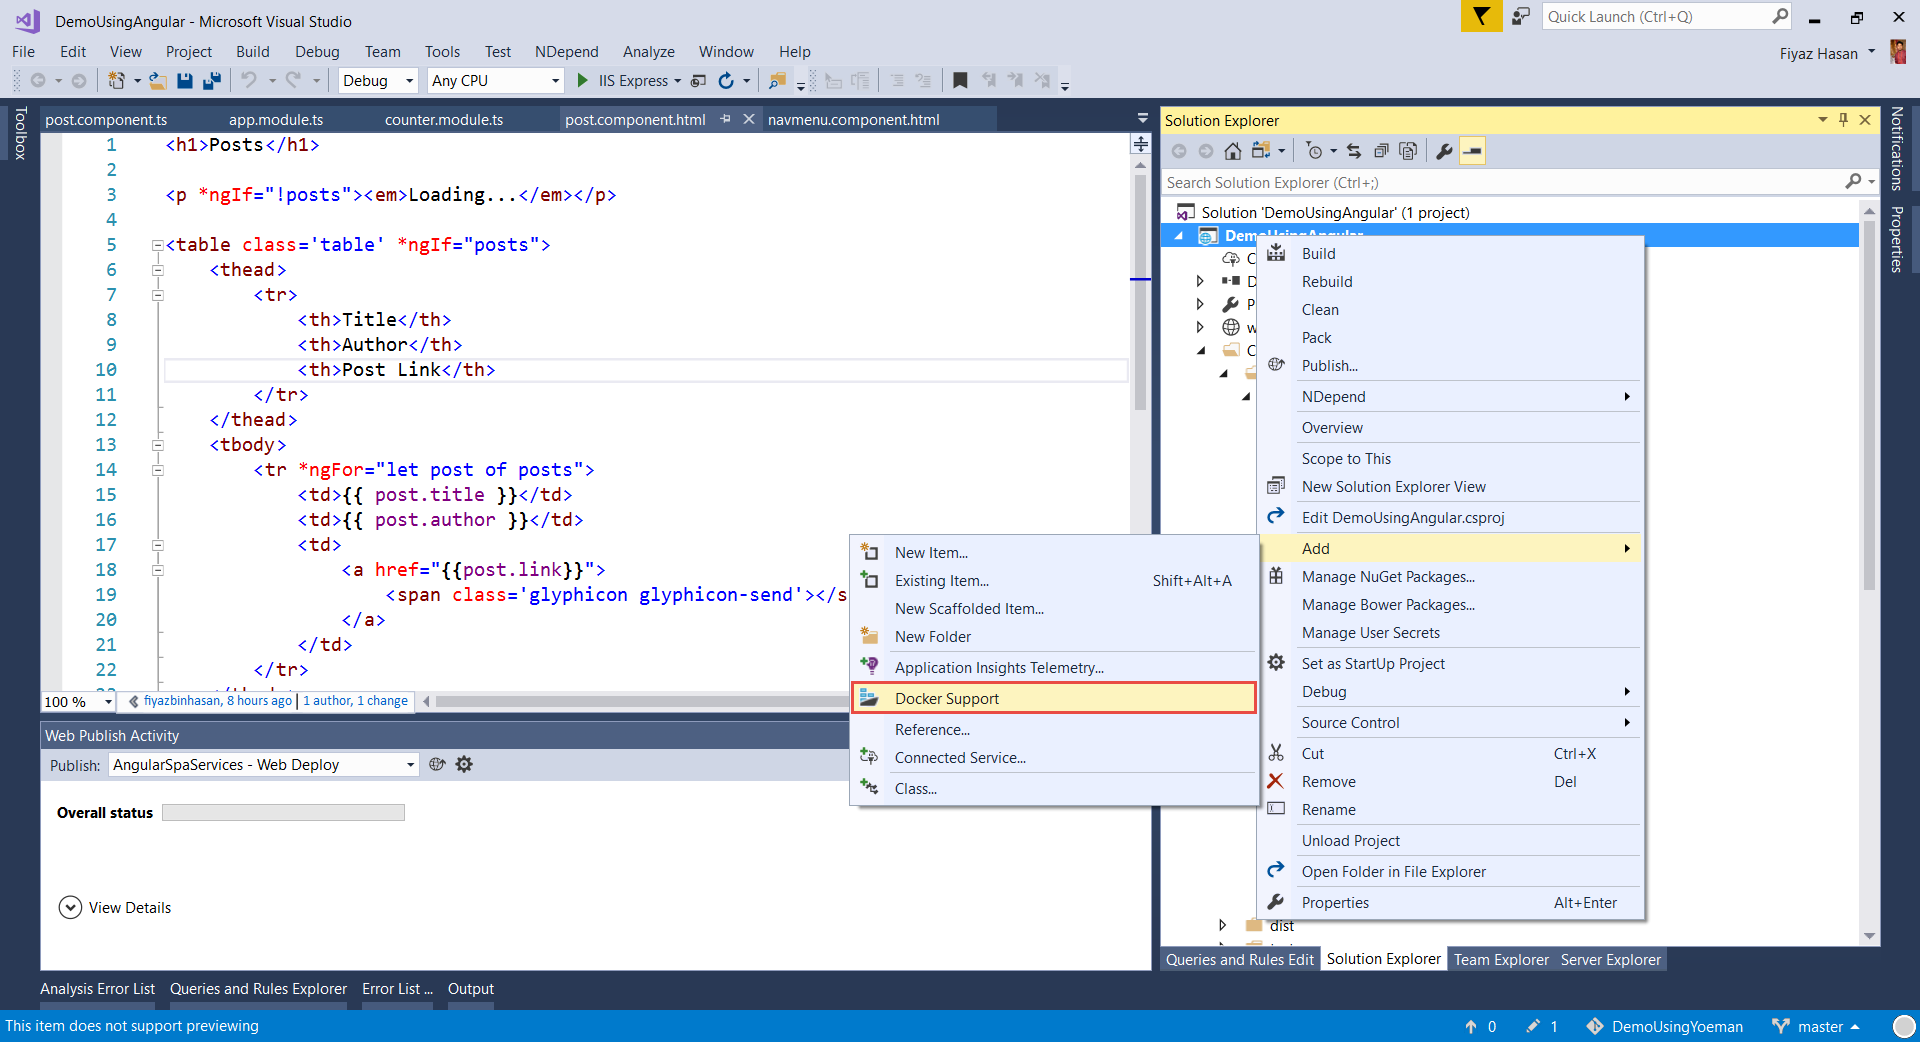 DemoUsingAngular - Microsoft Visual Studio
Quick Launch (Ctrl+Q)
File Edit View Project Build Debug Team Tools Test NDepend Analyze Window Help
Fiyaz Hasan
Debug Any CPU IIS Express
Toolbox
post.component.ts app.module.ts counter.module.ts post.component.html navmenu.component.html
1 <h1>Posts</h1>
2
3 <p *ngIf="!posts"><em>Loading...</em></p>
4
5 <table class='table' *ngIf="posts">
6 <thead>
7 <tr>
8 <th>Title</th>
9 <th>Author</th>
10 <th>Post Link</th>
11 </tr>
12 </thead>
13 <tbody>
14 <tr *ngFor="let post of posts">
15 <td>{{ post.title }}</td>
16 <td>{{ post.author }}</td>
17 <td>
18 <a href="{{post.link}}">
19 <span class='glyphicon glyphicon-send'></s
20 </a>
21 </td>
22 </tr>
100 % fiyazbinhasan, 8 hours ago | 1 author, 1 change
Web Publish Activity
Publish: AngularSpaServices - Web Deploy
Overall status
View Details
Analysis Error List Queries and Rules Explorer Error List ... Output
New Item...
Existing Item... Shift+Alt+A
New Scaffolded Item...
New Folder
Application Insights Telemetry...
Docker Support
Reference...
Connected Service...
Class...
Solution Explorer
Search Solution Explorer (Ctrl+;)
Solution 'DemoUsingAngular' (1 project)
DemoUsingAngular
C
D
P
w
C
Build
Rebuild
Clean
Pack
Publish...
NDepend
Overview
Scope to This
New Solution Explorer View
Edit DemoUsingAngular.csproj
Add
Manage NuGet Packages...
Manage Bower Packages...
Manage User Secrets
Set as StartUp Project
Debug
Source Control
Cut Ctrl+X
Remove Del
Rename
Unload Project
Open Folder in File Explorer
Properties Alt+Enter
dist
Queries and Rules Edit Solution Explorer Team Explorer Server Explorer
Notifications
Properties
This item does not support previewing
0 1 DemoUsingYoeman master